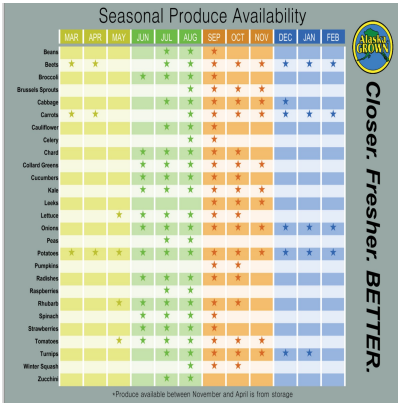 Seasonal Produce Availability
Alaska
GROWN
MAR APR MAY JUN JUL AUG SEP OCT NOV DEC JAN FEB
Beans
Beets
Broccoli
Brussels Sprouts
Cabbage
Carrots
Cauliflower
Celery
Chard
Collard Greens
Cucumbers
Kale
Leeks
Lettuce
Onions
Peas
Potatoes
Pumpkins
Radishes
Raspberries
Rhubarb
Spinach
Strawberries
Tomatoes
Turnips
Winter Squash
Zucchini
*Produce available between November and April is from storage
Closer. Fresher. BETTER.